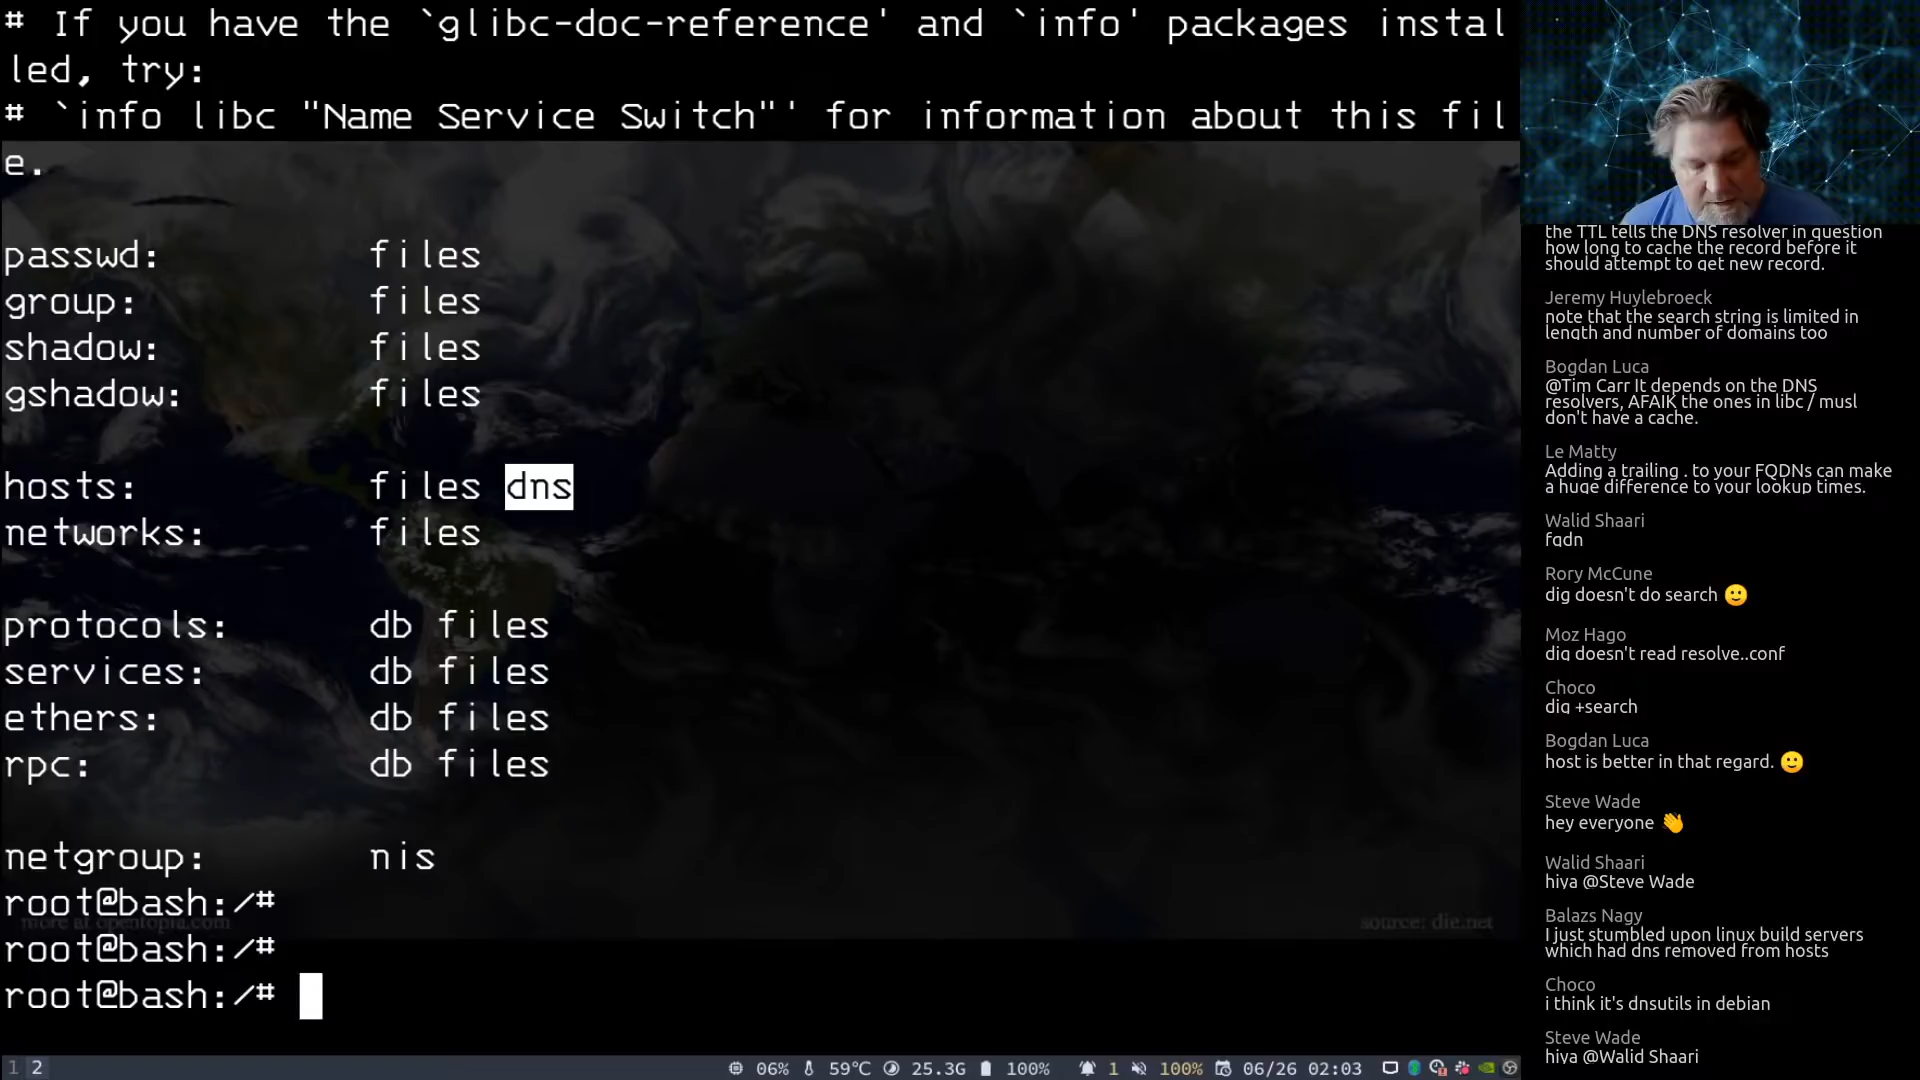 # If you have the `glibc-doc-reference' and `info' packages instal
led, try:
# `info libc "Name Service Switch"' for information about this fil
e.
passwd:         files
group:          files
shadow:         files
gshadow:        files
hosts:          files dns
networks:       files
protocols:      db files
services:       db files
ethers:         db files
rpc:            db files
netgroup:       nis
root@bash:/#
more at opentopia.com
source: die.net
root@bash:/#
root@bash:/#
1 2
06% 59°C 25.3G 100% 1 100% 06/26 02:03
the TTL tells the DNS resolver in question
how long to cache the record before it
should attempt to get new record.
Jeremy Huylebroeck
note that the search string is limited in
length and number of domains too
Bogdan Luca
@Tim Carr It depends on the DNS
resolvers, AFAIK the ones in libc / musl
don't have a cache.
Le Matty
Adding a trailing . to your FQDNs can make
a huge difference to your lookup times.
Walid Shaari
fqdn
Rory McCune
dig doesn't do search 🙂
Moz Hago
dig doesn't read resolve..conf
Choco
dig +search
Bogdan Luca
host is better in that regard. 🙂
Steve Wade
hey everyone 👋
Walid Shaari
hiya @Steve Wade
Balazs Nagy
I just stumbled upon linux build servers
which had dns removed from hosts
Choco
i think it's dnsutils in debian
Steve Wade
hiya @Walid Shaari